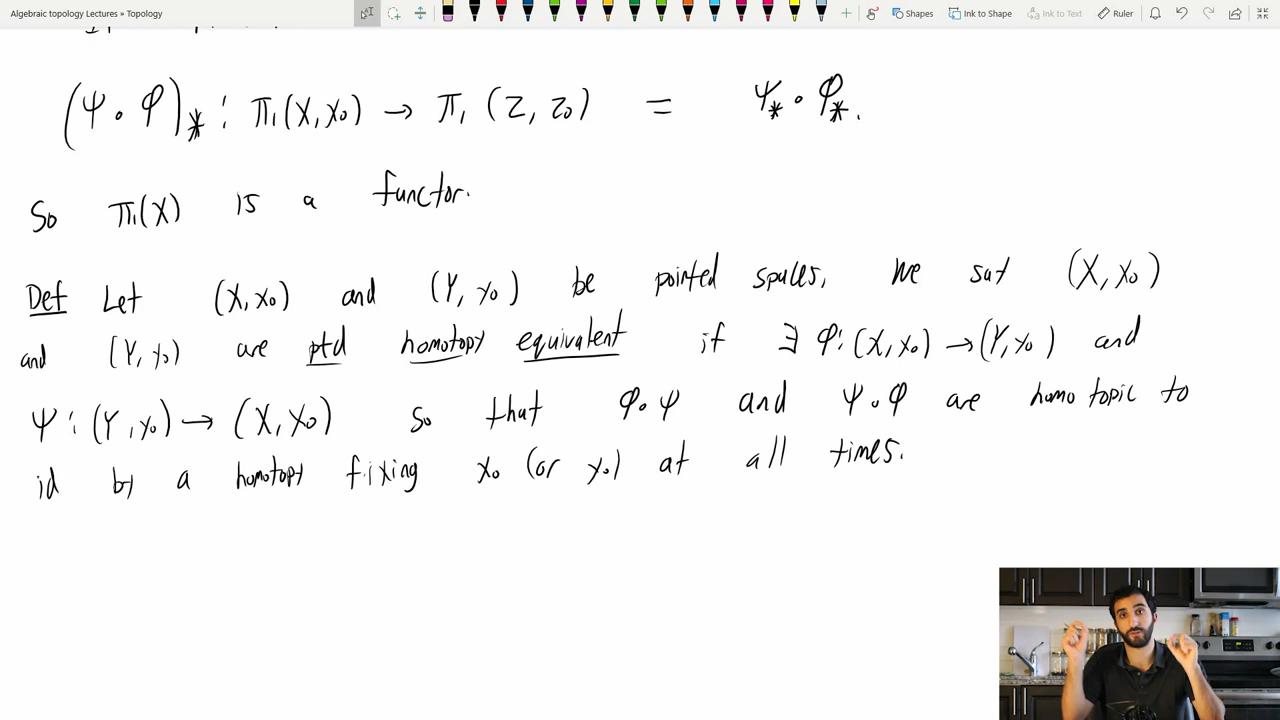 Algebraic topology Lectures - Topology
Shapes Ink to Shape Ink to Text Ruler
(Ψ ∘ φ)_* : π₁(X, x₀) → π₁(Z, z₀) = Ψ_* ∘ φ_*.
So π₁(X) is a functor.
Def Let (X, x₀) and (Y, y₀) be pointed spaces, We sat (X, x₀)
and (Y, y₀) are ptd homotopy equivalent if ∃ φ: (X, x₀) → (Y, y₀) and
Ψ : (Y, y₀) → (X, x₀) so that φ∘Ψ and Ψ∘φ are homotopic to
id by a homotopy fixing x₀ (or y₀) at all times.